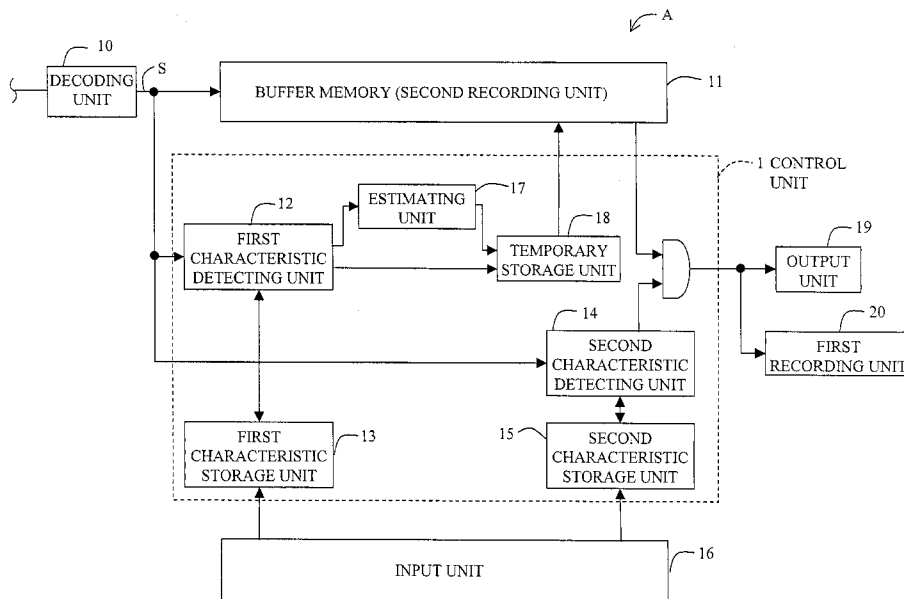 A
10
DECODING
UNIT
S
BUFFER MEMORY (SECOND RECORDING UNIT)
11
1 CONTROL
UNIT
12
FIRST
CHARACTERISTIC
DETECTING UNIT
ESTIMATING
UNIT
17
18
TEMPORARY
STORAGE UNIT
19
OUTPUT
UNIT
14
SECOND
CHARACTERISTIC
DETECTING UNIT
20
FIRST
RECORDING UNIT
FIRST
CHARACTERISTIC
STORAGE UNIT
13
15
SECOND
CHARACTERISTIC
STORAGE UNIT
INPUT UNIT
16